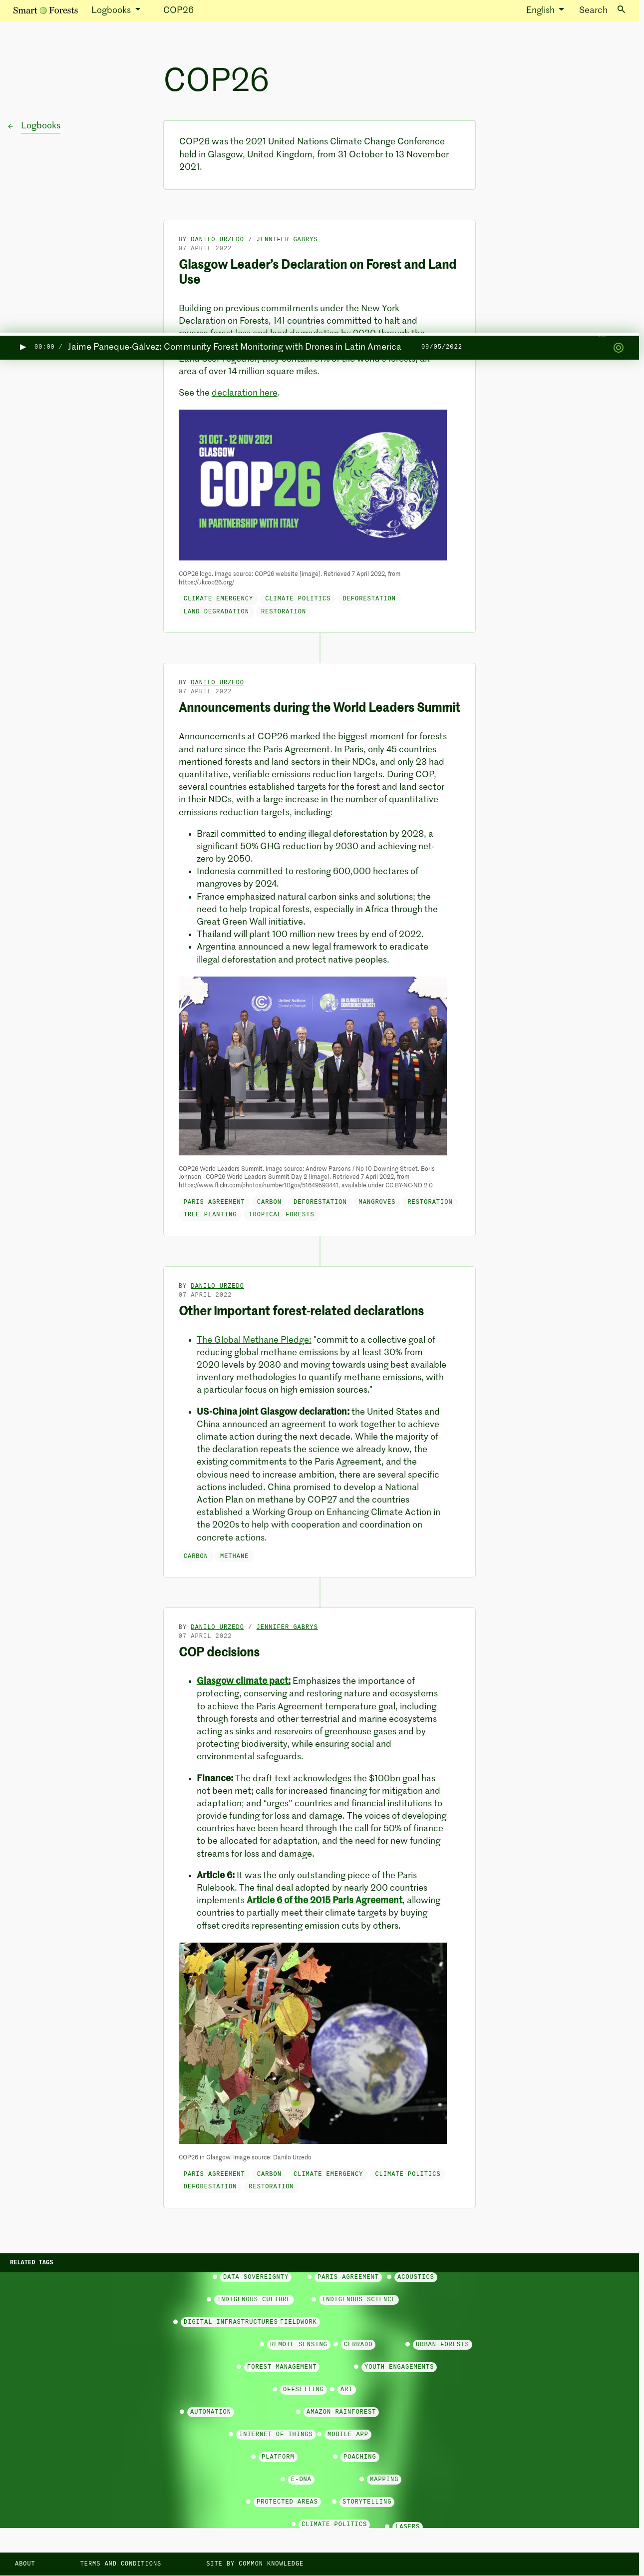 Smart Forests Logbooks COP26 English Search
COP26
← Logbooks
COP26 was the 2021 United Nations Climate Change Conference
held in Glasgow, United Kingdom, from 31 October to 13 November
2021.
BY DANILO URZEDO / JENNIFER GABRYS
07 APRIL 2022
Glasgow Leader's Declaration on Forest and Land
Use
Building on previous commitments under the New York
Declaration on Forests, 141 countries committed to halt and
00:00 / Jaime Paneque-Gálvez: Community Forest Monitoring with Drones in Latin America 09/05/2022
area of over 14 million square miles.
See the declaration here.
31 OCT - 12 NOV 2021
GLASGOW
COP26
IN PARTNERSHIP WITH ITALY
COP26 logo. Image source: COP26 website [image]. Retrieved 7 April 2022, from
https://ukcop26.org/
CLIMATE EMERGENCY CLIMATE POLITICS DEFORESTATION
LAND DEGRADATION RESTORATION
BY DANILO URZEDO
07 APRIL 2022
Announcements during the World Leaders Summit
Announcements at COP26 marked the biggest moment for forests
and nature since the Paris Agreement. In Paris, only 45 countries
mentioned forests and land sectors in their NDCs, and only 23 had
quantitative, verifiable emissions reduction targets. During COP,
several countries established targets for the forest and land sector
in their NDCs, with a large increase in the number of quantitative
emissions reduction targets, including:
• Brazil committed to ending illegal deforestation by 2028, a
significant 50% GHG reduction by 2030 and achieving net-
zero by 2050.
• Indonesia committed to restoring 600,000 hectares of
mangroves by 2024.
• France emphasized natural carbon sinks and solutions; the
need to help tropical forests, especially in Africa through the
Great Green Wall initiative.
• Thailand will plant 100 million new trees by end of 2022.
• Argentina announced a new legal framework to eradicate
illegal deforestation and protect native peoples.
COP26 World Leaders Summit. Image source: Andrew Parsons / No 10 Downing Street. Boris
Johnson - COP26 World Leaders Summit Day 2 [image]. Retrieved 7 April 2022, from
https://www.flickr.com/photos/number10gov/51649593441, available under CC BY-NC-ND 2.0
PARIS AGREEMENT CARBON DEFORESTATION MANGROVES RESTORATION
TREE PLANTING TROPICAL FORESTS
BY DANILO URZEDO
07 APRIL 2022
Other important forest-related declarations
• The Global Methane Pledge: "commit to a collective goal of
reducing global methane emissions by at least 30% from
2020 levels by 2030 and moving towards using best available
inventory methodologies to quantify methane emissions, with
a particular focus on high emission sources."
• US-China joint Glasgow declaration: the United States and
China announced an agreement to work together to achieve
climate action during the next decade. While the majority of
the declaration repeats the science we already know, the
existing commitments to the Paris Agreement, and the
obvious need to increase ambition, there are several specific
actions included. China promised to develop a National
Action Plan on methane by COP27 and the countries
established a Working Group on Enhancing Climate Action in
the 2020s to help with cooperation and coordination on
concrete actions.
CARBON METHANE
BY DANILO URZEDO / JENNIFER GABRYS
07 APRIL 2022
COP decisions
• Glasgow climate pact: Emphasizes the importance of
protecting, conserving and restoring nature and ecosystems
to achieve the Paris Agreement temperature goal, including
through forests and other terrestrial and marine ecosystems
acting as sinks and reservoirs of greenhouse gases and by
protecting biodiversity, while ensuring social and
environmental safeguards.
• Finance: The draft text acknowledges the $100bn goal has
not been met; calls for increased financing for mitigation and
adaptation; and "urges" countries and financial institutions to
provide funding for loss and damage. The voices of developing
countries have been heard through the call for 50% of finance
to be allocated for adaptation, and the need for new funding
streams for loss and damage.
• Article 6: It was the only outstanding piece of the Paris
Rulebook. The final deal adopted by nearly 200 countries
implements Article 6 of the 2015 Paris Agreement, allowing
countries to partially meet their climate targets by buying
offset credits representing emission cuts by others.
COP26 in Glasgow. Image source: Danilo Urzedo
PARIS AGREEMENT CARBON CLIMATE EMERGENCY CLIMATE POLITICS
DEFORESTATION RESTORATION
RELATED TAGS
DATA SOVEREIGNTY PARIS AGREEMENT ACOUSTICS
INDIGENOUS CULTURE INDIGENOUS SCIENCE
DIGITAL INFRASTRUCTURES FIELDWORK
REMOTE SENSING CERRADO URBAN FORESTS
FOREST MANAGEMENT YOUTH ENGAGEMENTS
OFFSETTING ART
AUTOMATION AMAZON RAINFOREST
INTERNET OF THINGS MOBILE APP
PLATFORM POACHING
E-DNA MAPPING
PROTECTED AREAS STORYTELLING
CLIMATE POLITICS LASERS
ABOUT TERMS AND CONDITIONS SITE BY COMMON KNOWLEDGE